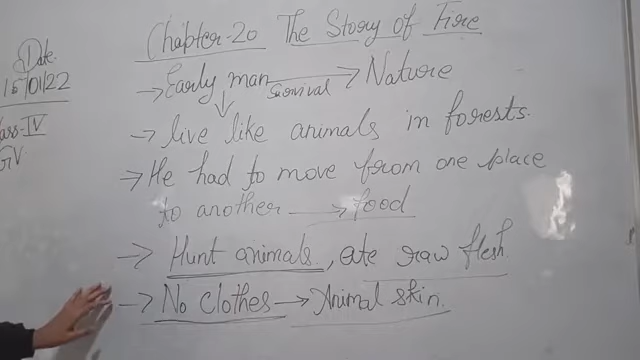 Date
15/01/22
ass-IV
GV.
Chapter-20 The Story of Fire
→ Early man → Nature
Survival
↓
→ live like animals in forests.
→ He had to move from one place
to another → food
→ Hunt animals, ate raw flesh.
→ No Clothes → Animal skin.